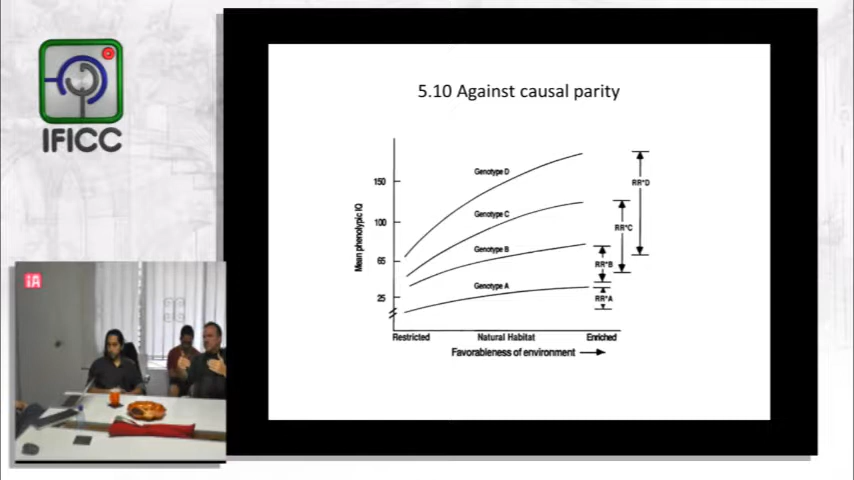 IFICC
iA
5.10 Against causal parity
Mean phenotypic IQ
150
100
65
25
Genotype D
Genotype C
Genotype B
Genotype A
RR*D
RR*C
RR*B
RR*A
Restricted
Natural Habitat
Enriched
Favorableness of environment